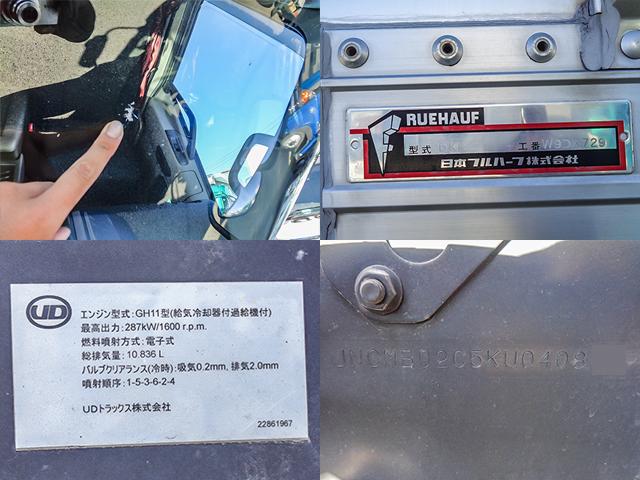 RUEHAUF
型式
工番
729
日本フルハーフ株式会社
UD
エンジン型式:GH11型(給気冷却器付過給機付)
最高出力:287kW/1600 r.p.m.
燃料噴射方式:電子式
総排気量:10.836 L
バルブクリアランス(冷時):吸気0.2mm, 排気2.0mm
噴射順序:1-5-3-6-2-4
UDトラックス株式会社
22861967
JNCMBD2C5KU0408